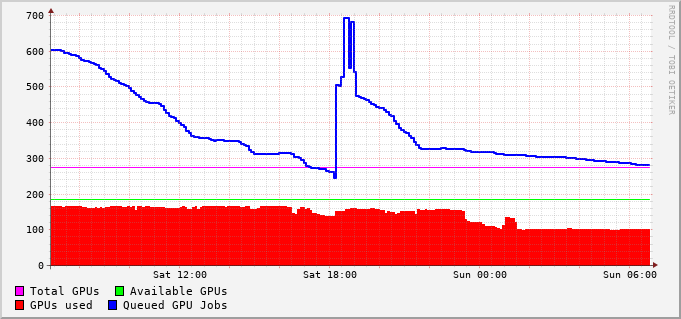 700
600
500
400
300
200
100
0
Sat 12:00 Sat 18:00 Sun 00:00 Sun 06:00
Total GPUs Available GPUs
GPUs used Queued GPU Jobs
RRDTOOL / TOBI OETIKER